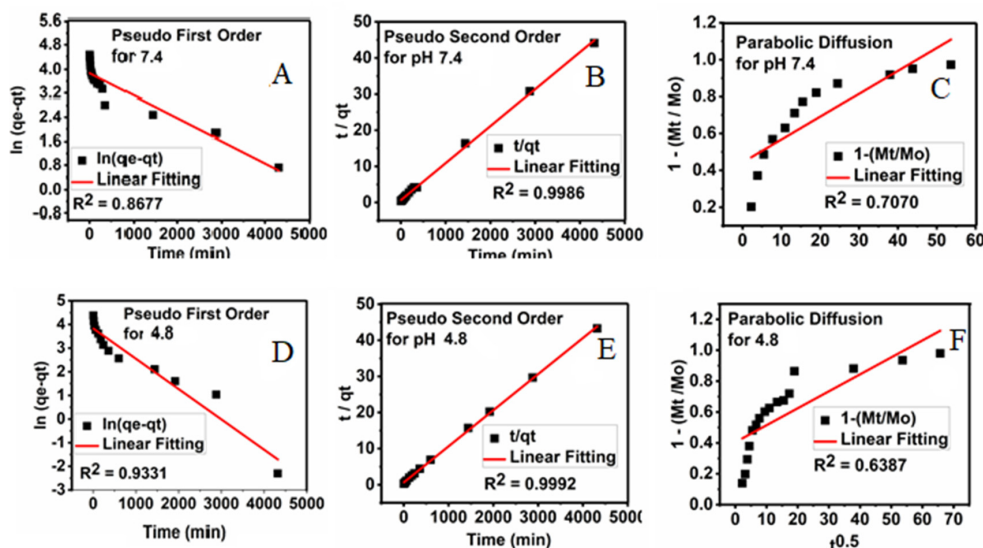 5.6
4.8
4.0
3.2
2.4
1.6
0.8
0.0
-0.8
ln (qe-qt)
Pseudo First Order
for 7.4
A
ln(qe-qt)
Linear Fitting
R2 = 0.8677
0 1000 2000 3000 4000 5000
Time (min)
50
40
30
20
10
0
t / qt
Pseudo Second Order
for pH 7.4
B
t/qt
Linear Fitting
R2 = 0.9986
0 1000 2000 3000 4000 5000
Time (min)
1.2
1.0
0.8
0.6
0.4
0.2
1 - (Mt / Mo)
Parabolic Diffusion
for pH 7.4
C
1-(Mt/Mo)
Linear Fitting
R2 = 0.7070
0 10 20 30 40 50 60
5
4
3
2
1
0
-1
-2
-3
ln (qe-qt)
Pseudo First Order
for 4.8
D
ln(qe-qt)
Linear Fitting
R2 = 0.9331
0 1000 2000 3000 4000 5000
Time (min)
50
40
30
20
10
0
t / qt
Pseudo Second Order
for pH 4.8
E
t/qt
Linear Fitting
R2 = 0.9992
0 1000 2000 3000 4000 5000
Time (min)
1.2
1.0
0.8
0.6
0.4
0.2
0.0
1 - (Mt /Mo)
Parabolic Diffusion
for 4.8
F
1-(Mt/Mo)
Linear Fitting
R2 = 0.6387
0 10 20 30 40 50 60 70
t0.5